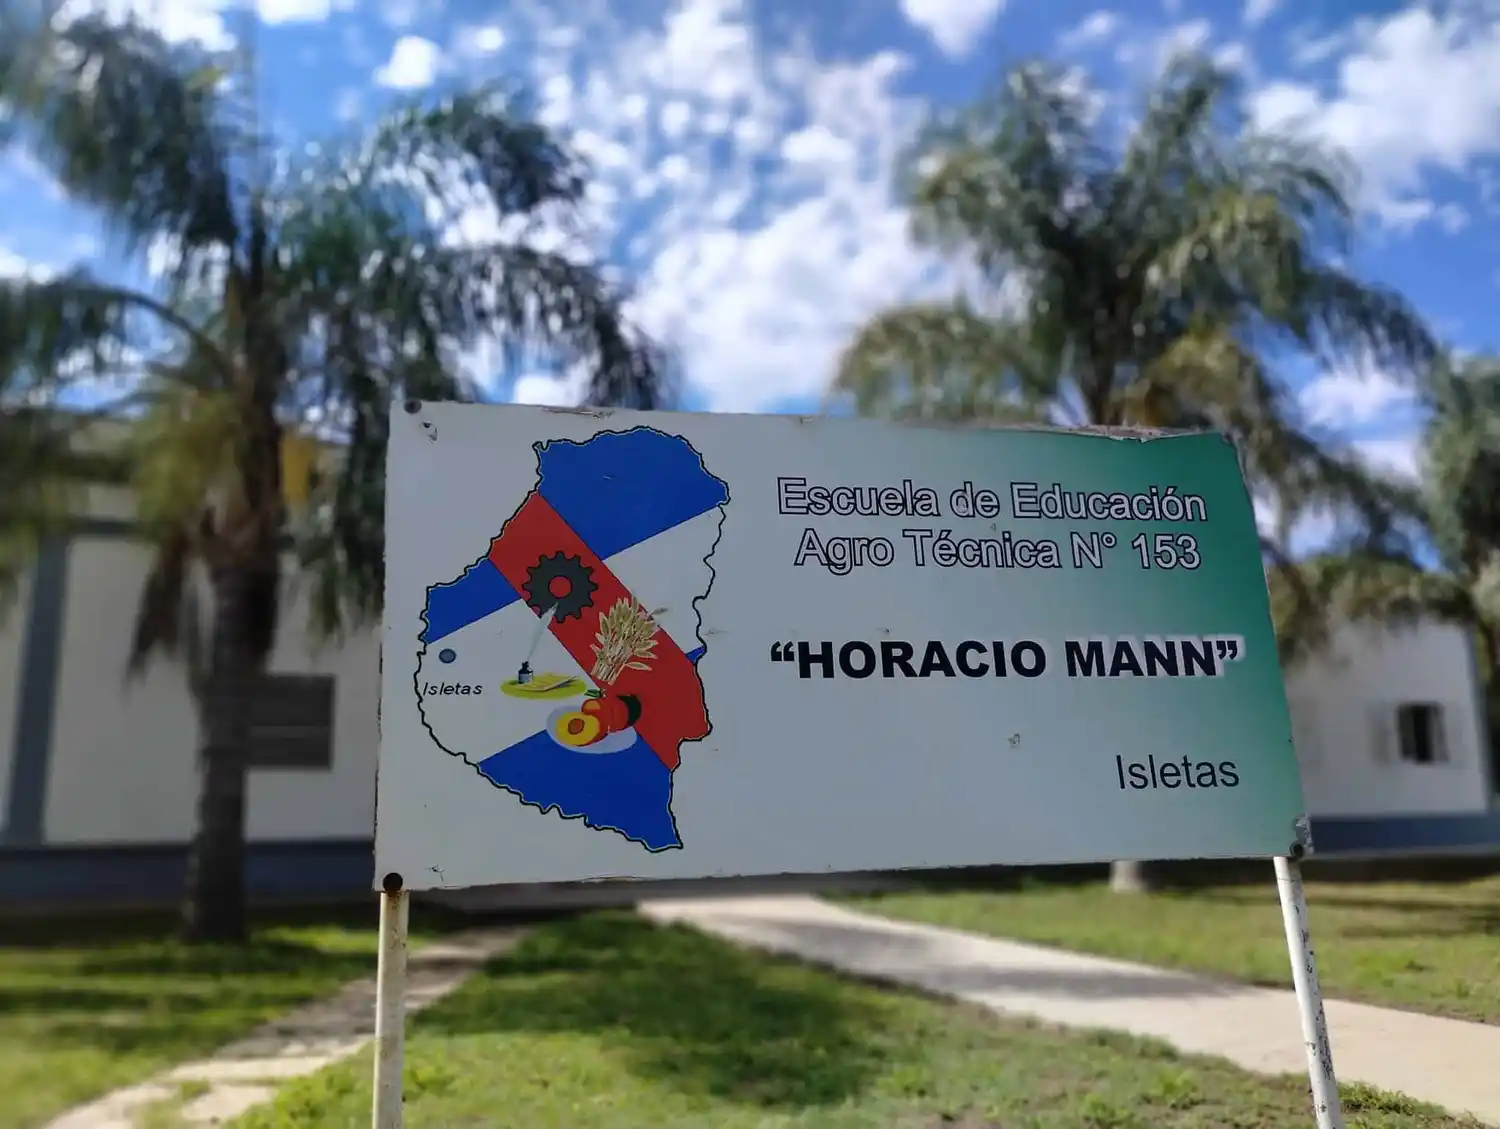 Escuela de Educación
Agro Técnica N° 153
“HORACIO MANN”
Isletas
Isletas